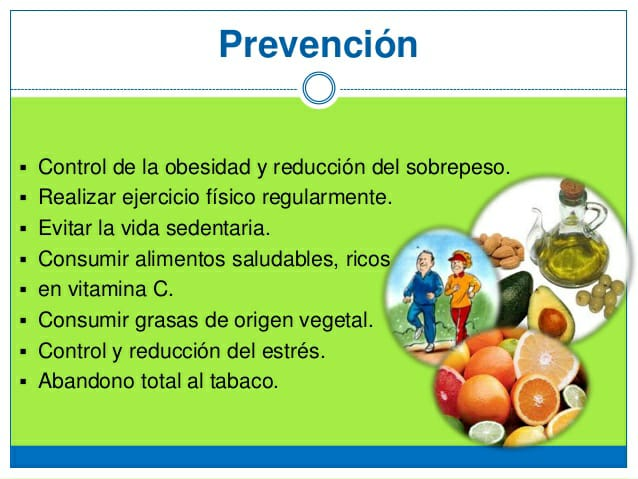 Prevención
▪ Control de la obesidad y reducción del sobrepeso.
▪ Realizar ejercicio físico regularmente.
▪ Evitar la vida sedentaria.
▪ Consumir alimentos saludables, ricos
▪ en vitamina C.
▪ Consumir grasas de origen vegetal.
▪ Control y reducción del estrés.
▪ Abandono total al tabaco.